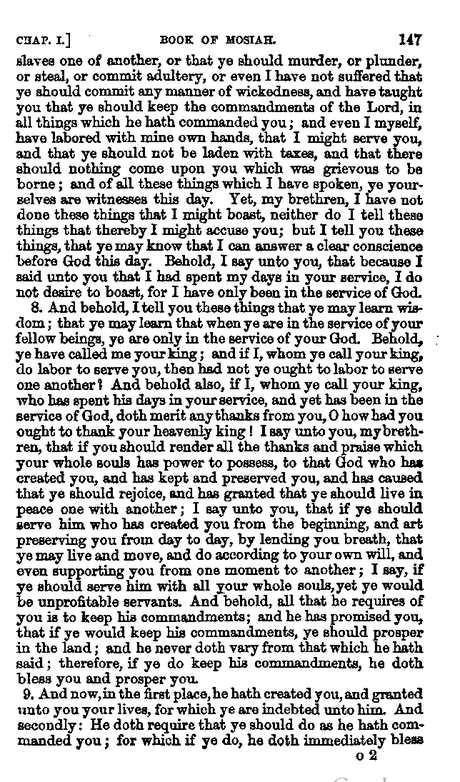 CHAP. I.] BOOK OF MOSIAH. 147
slaves one of another, or that ye should murder, or plunder,
or steal, or commit adultery, or even I have not suffered that
ye should commit any manner of wickedness, and have taught
you that ye should keep the commandments of the Lord, in
all things which he hath commanded you; and even I myself,
have labored with mine own hands, that I might serve you,
and that ye should not be laden with taxes, and that there
should nothing come upon you which was grievous to be
borne; and of all these things which I have spoken, ye your-
selves are witnesses this day. Yet, my brethren, I have not
done these things that I might boast, neither do I tell these
things that thereby I might accuse you; but I tell you these
things, that ye may know that I can answer a clear conscience
before God this day. Behold, I say unto you, that because I
said unto you that I had spent my days in your service, I do
not desire to boast, for I have only been in the service of God.
8. And behold, I tell you these things that ye may learn wis-
dom; that ye may learn that when ye are in the service of your
fellow beings, ye are only in the service of your God. Behold,
ye have called me your king; and if I, whom ye call your king,
do labor to serve you, then had not ye ought to labor to serve
one another? And behold also, if I, whom ye call your king,
who has spent his days in your service, and yet has been in the
service of God, doth merit any thanks from you, O how had you
ought to thank your heavenly king! I say unto you, my breth-
ren, that if you should render all the thanks and praise which
your whole souls has power to possess, to that God who has
created you, and has kept and preserved you, and has caused
that ye should rejoice, and has granted that ye should live in
peace one with another; I say unto you, that if ye should
serve him who has created you from the beginning, and art
preserving you from day to day, by lending you breath, that
ye may live and move, and do according to your own will, and
even supporting you from one moment to another; I say, if
ye should serve him with all your whole souls, yet ye would
be unprofitable servants. And behold, all that he requires of
you is to keep his commandments; and he has promised you,
that if ye would keep his commandments, ye should prosper
in the land; and he never doth vary from that which he hath
said; therefore, if ye do keep his commandments, he doth
bless you and prosper you.
9. And now, in the first place, he hath created you, and granted
unto you your lives, for which ye are indebted unto him. And
secondly: He doth require that ye should do as he hath com-
manded you; for which if ye do, he doth immediately bless
O 2